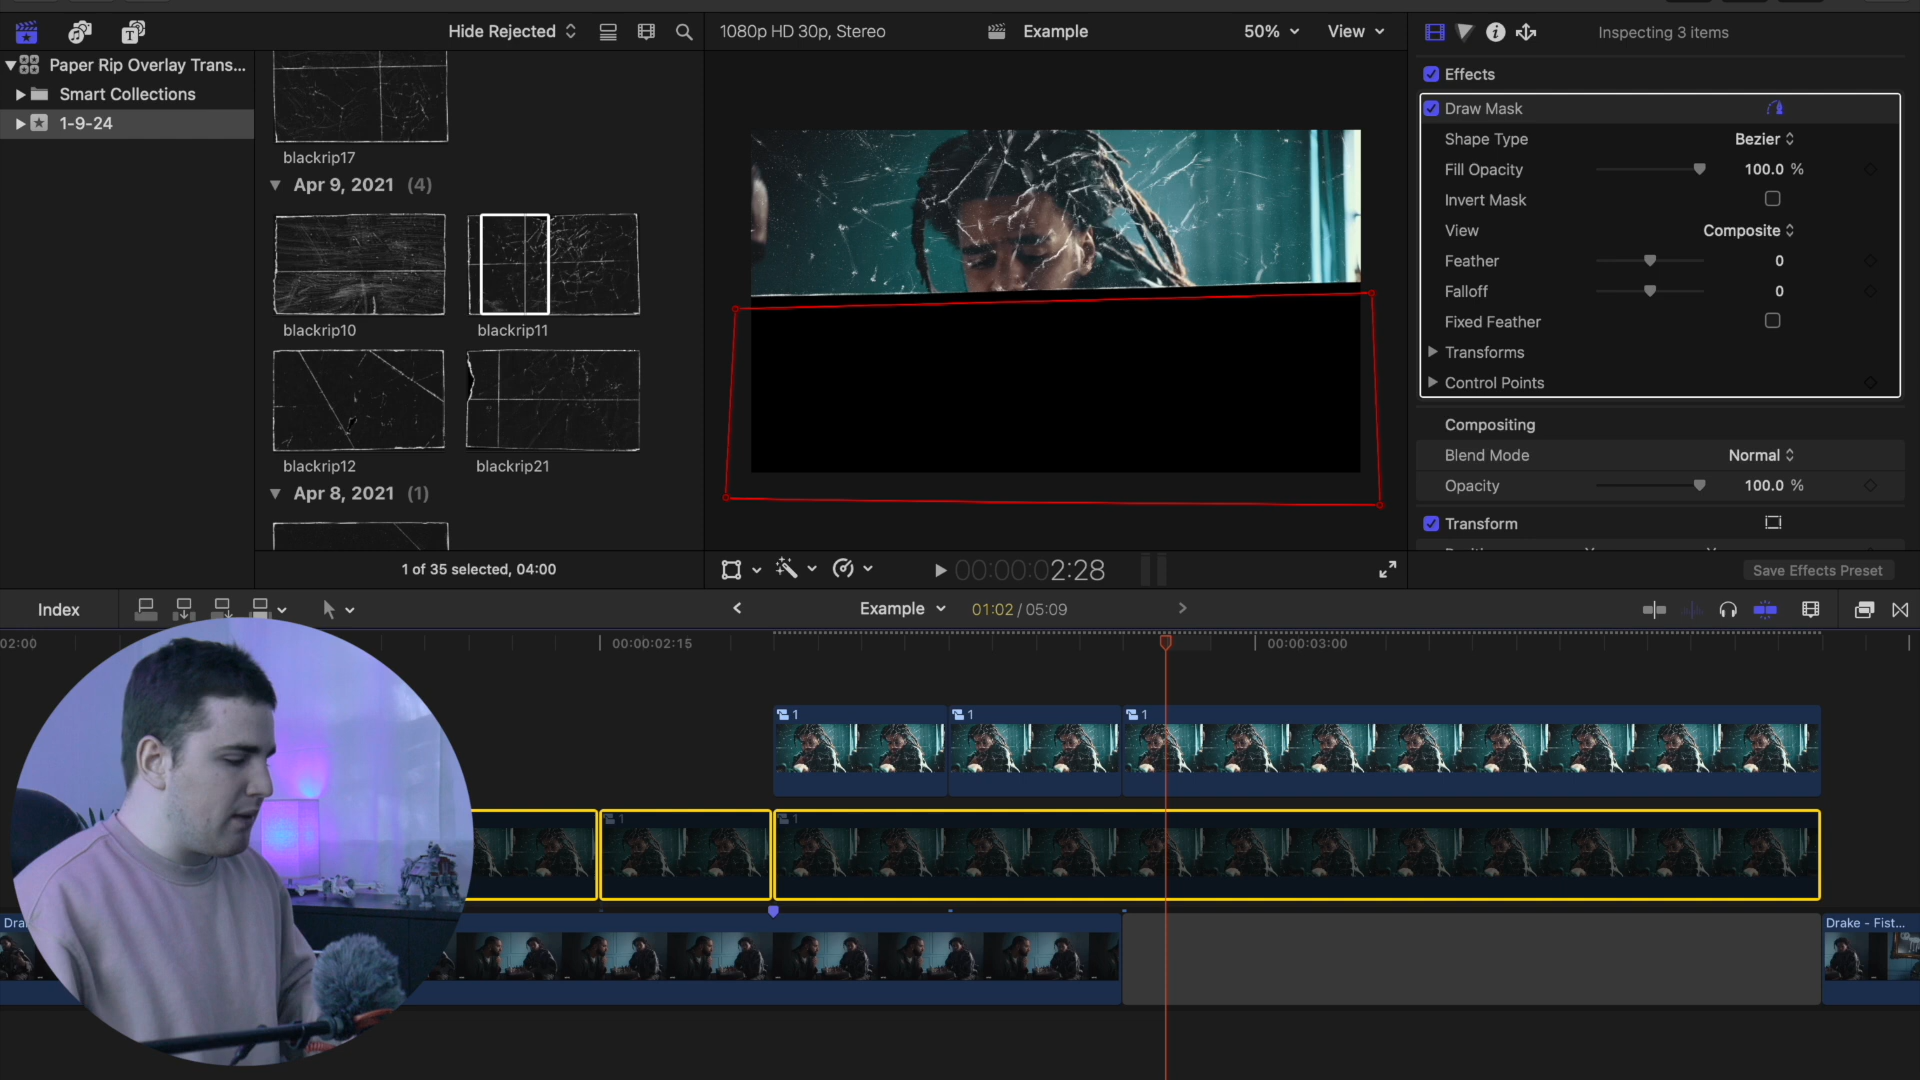 Hide Rejected
1080p HD 30p, Stereo
Example
50%
View
Inspecting 3 items
Paper Rip Overlay Trans...
Smart Collections
1-9-24
blackrip17
Apr 9, 2021 (4)
blackrip10
blackrip11
blackrip12
blackrip21
Apr 8, 2021 (1)
1 of 35 selected, 04:00
00:00:02:28
Effects
Draw Mask
Shape Type
Bezier
Fill Opacity
100.0 %
Invert Mask
View
Composite
Feather
0
Falloff
0
Fixed Feather
Transforms
Control Points
Compositing
Blend Mode
Normal
Opacity
100.0 %
Transform
Save Effects Preset
Index
Example
01:02 / 05:09
02:00
00:00:02:15
00:00:03:00
1
1
1
1
1
Dra
Drake - Fist...